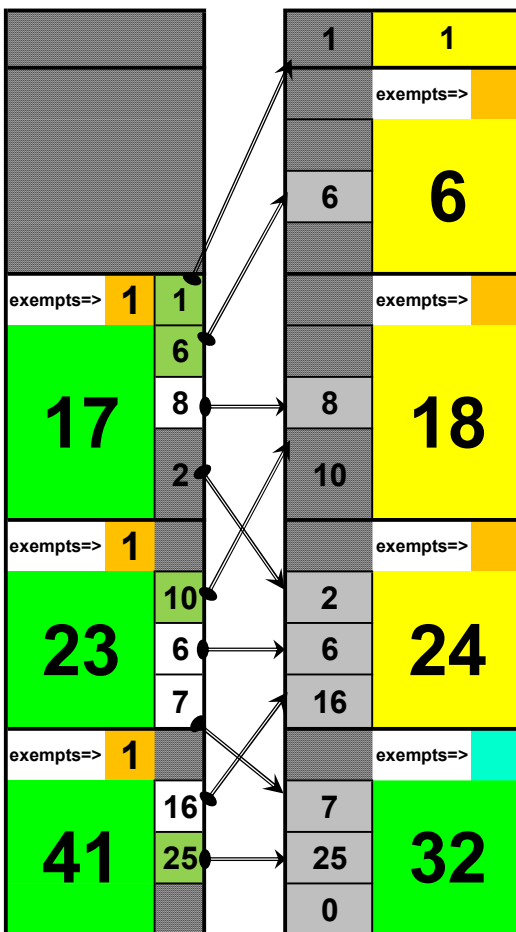 1 1
exempts=>
6 6
exempts=> 1 1 exempts=>
6
17 8 8 18
2 10
exempts=> 1 exempts=>
10 2
23 6 6 24
7 16
exempts=> 1 exempts=>
16 7
41 25 25 32
0